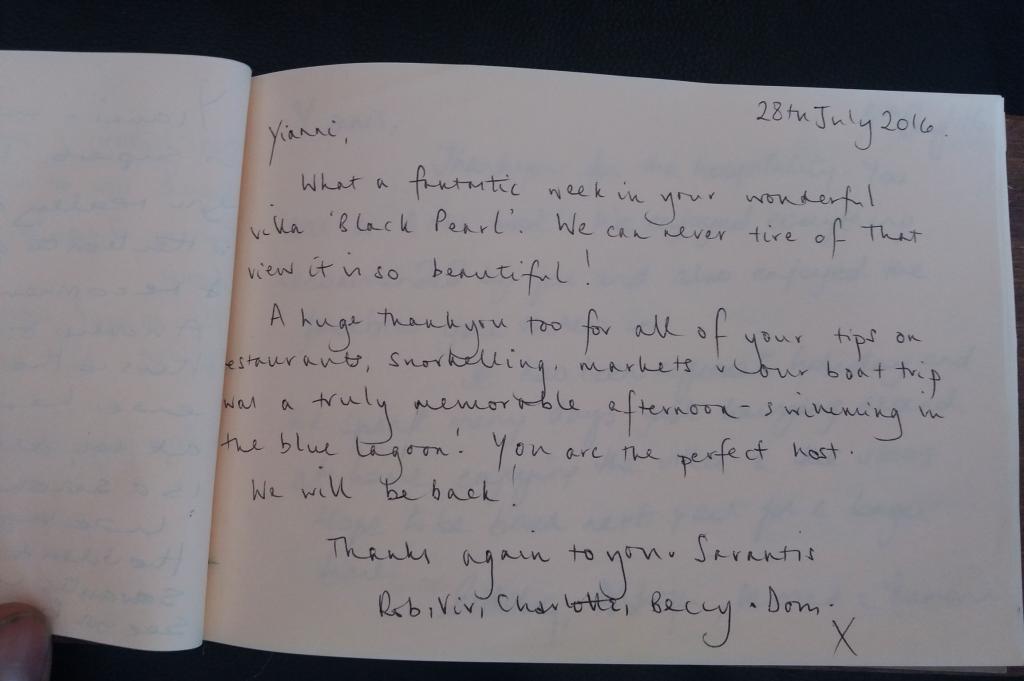 28th July 2016.
Yianni,
What a fantastic week in your wonderful
villa 'Black Pearl'. We can never tire of that
view it is so beautiful!
A huge thankyou too for all of your tips on
estaurants, snorkelling, markets & our boat trip
was a truly memorable afternoon - swimming in
the blue lagoon! You are the perfect host.
We will be back!
Thanks again to you & Sarantis
Rob, Viv, Charlotte, Beccy & Dom.
X